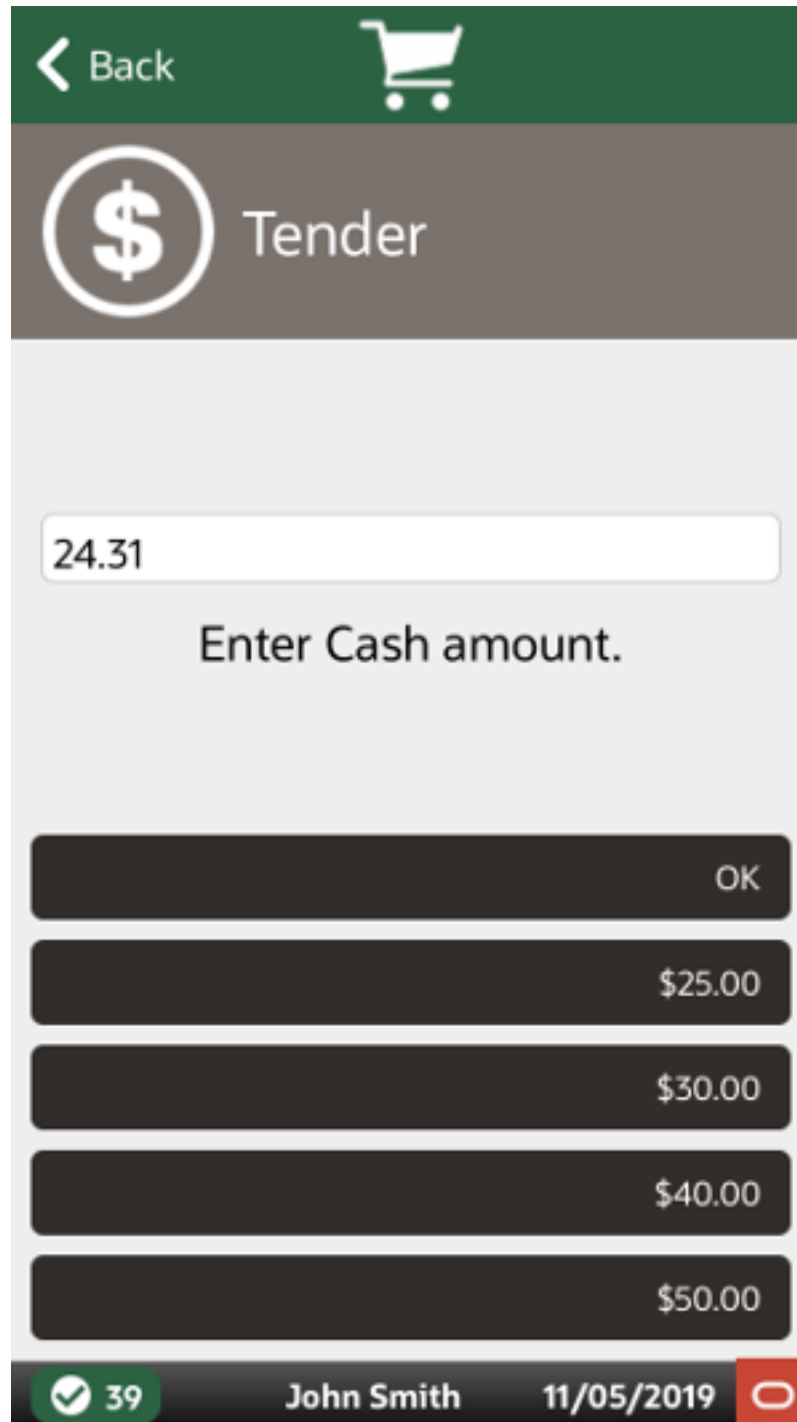 Back
$ Tender
24.31
Enter Cash amount.
OK
$25.00
$30.00
$40.00
$50.00
39 John Smith 11/05/2019